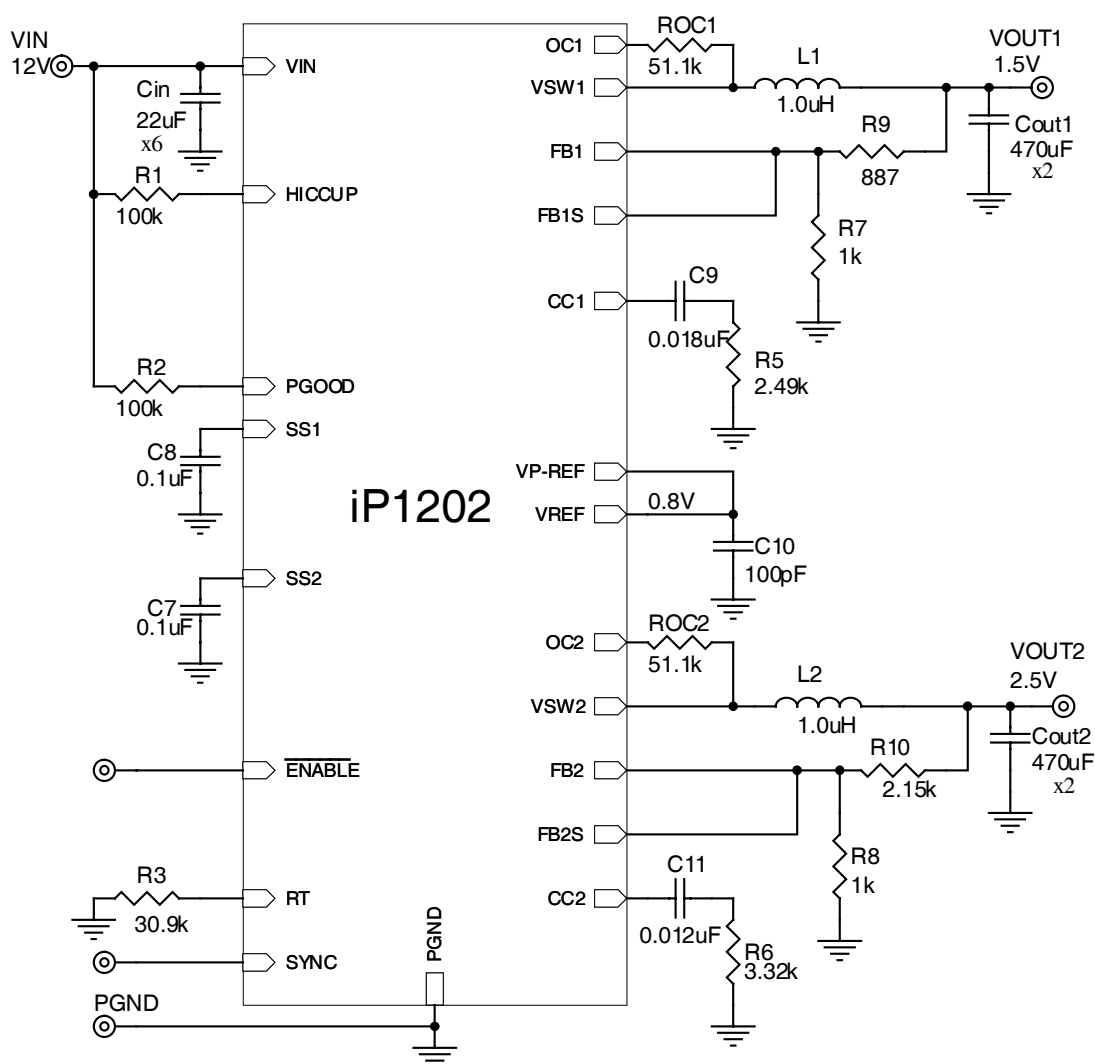 VIN
12V
VIN
Cin
22uF
x6
R1
100k
HICCUP
R2
100k
PGOOD
SS1
C8
0.1uF
SS2
C7
0.1uF
ENABLE
R3
30.9k
RT
SYNC
PGND
PGND
iP1202
OC1
ROC1
51.1k
VSW1
L1
1.0uH
VOUT1
1.5V
Cout1
470uF
x2
FB1
R9
887
FB1S
R7
1k
CC1
C9
0.018uF
R5
2.49k
VP-REF
VREF
0.8V
C10
100pF
OC2
ROC2
51.1k
VSW2
L2
1.0uH
VOUT2
2.5V
Cout2
470uF
x2
FB2
R10
2.15k
FB2S
R8
1k
CC2
C11
0.012uF
R6
3.32k